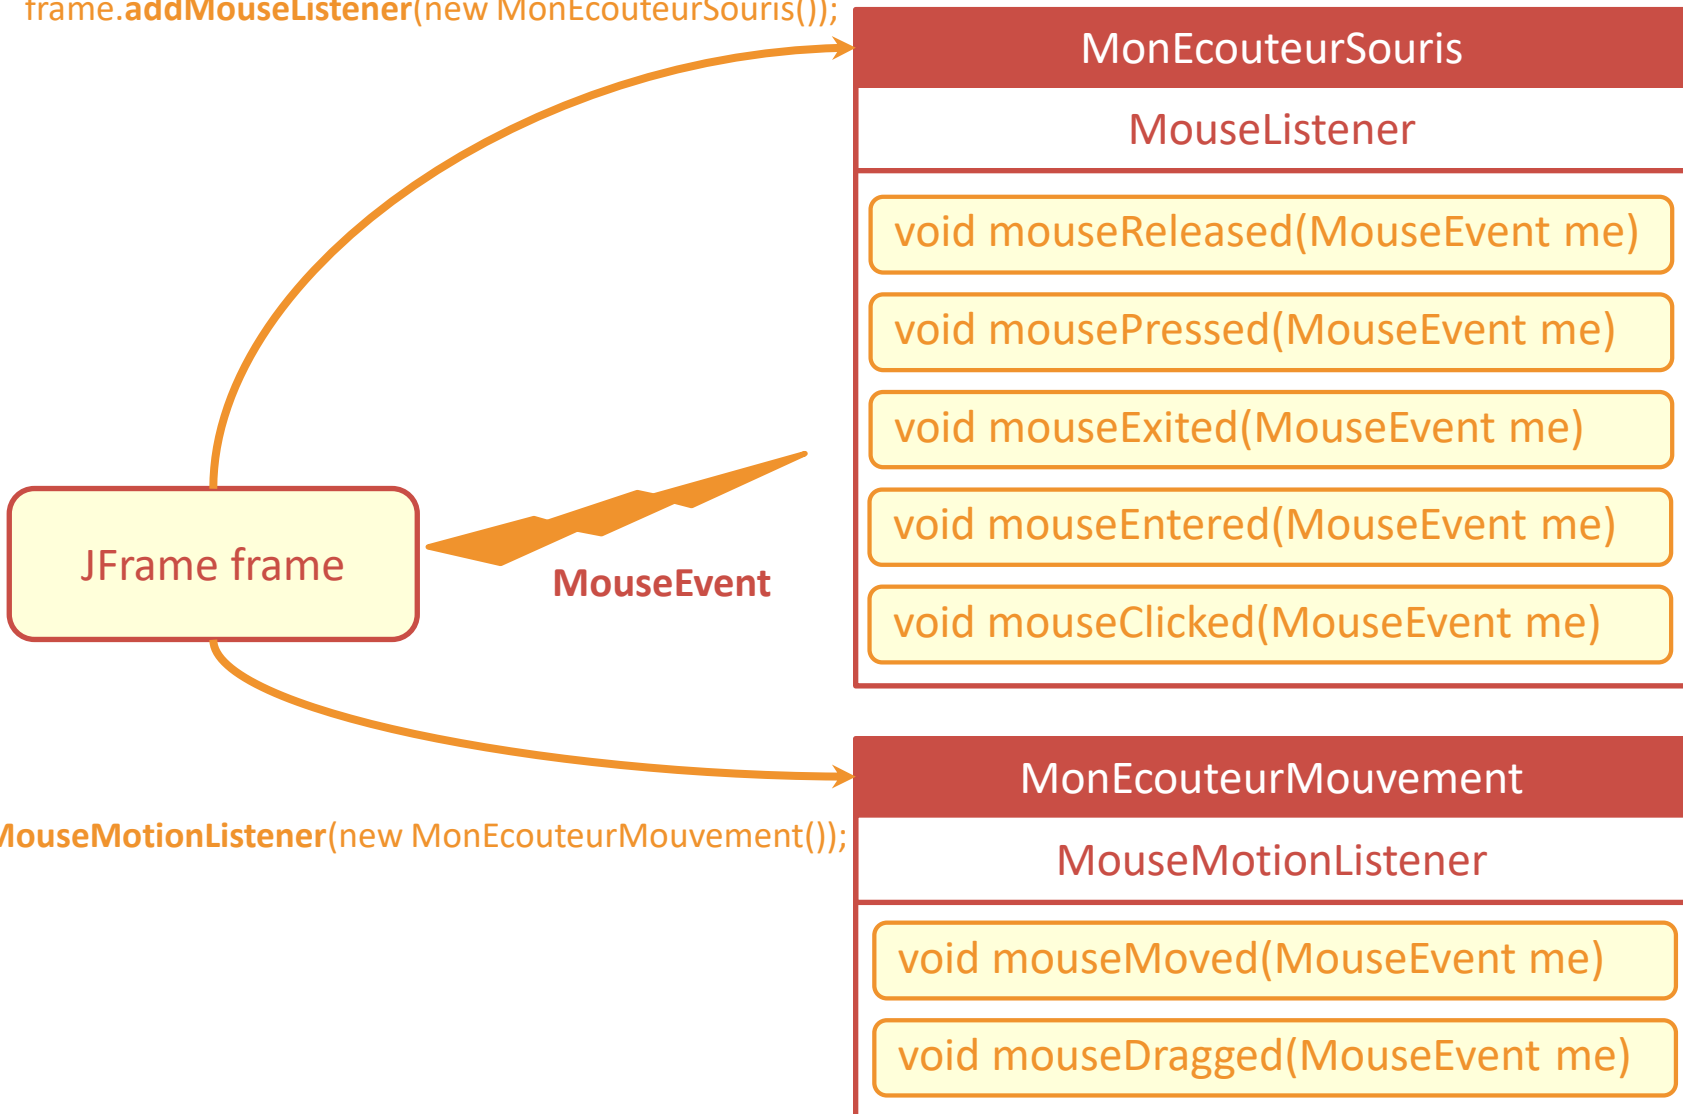 frame.addMouseListener(new MonEcouteurSouris());
MonEcouteurSouris
MouseListener
void mouseReleased(MouseEvent me)
void mousePressed(MouseEvent me)
void mouseExited(MouseEvent me)
void mouseEntered(MouseEvent me)
void mouseClicked(MouseEvent me)
JFrame frame
MouseEvent
MouseMotionListener(new MonEcouteurMouvement());
MonEcouteurMouvement
MouseMotionListener
void mouseMoved(MouseEvent me)
void mouseDragged(MouseEvent me)